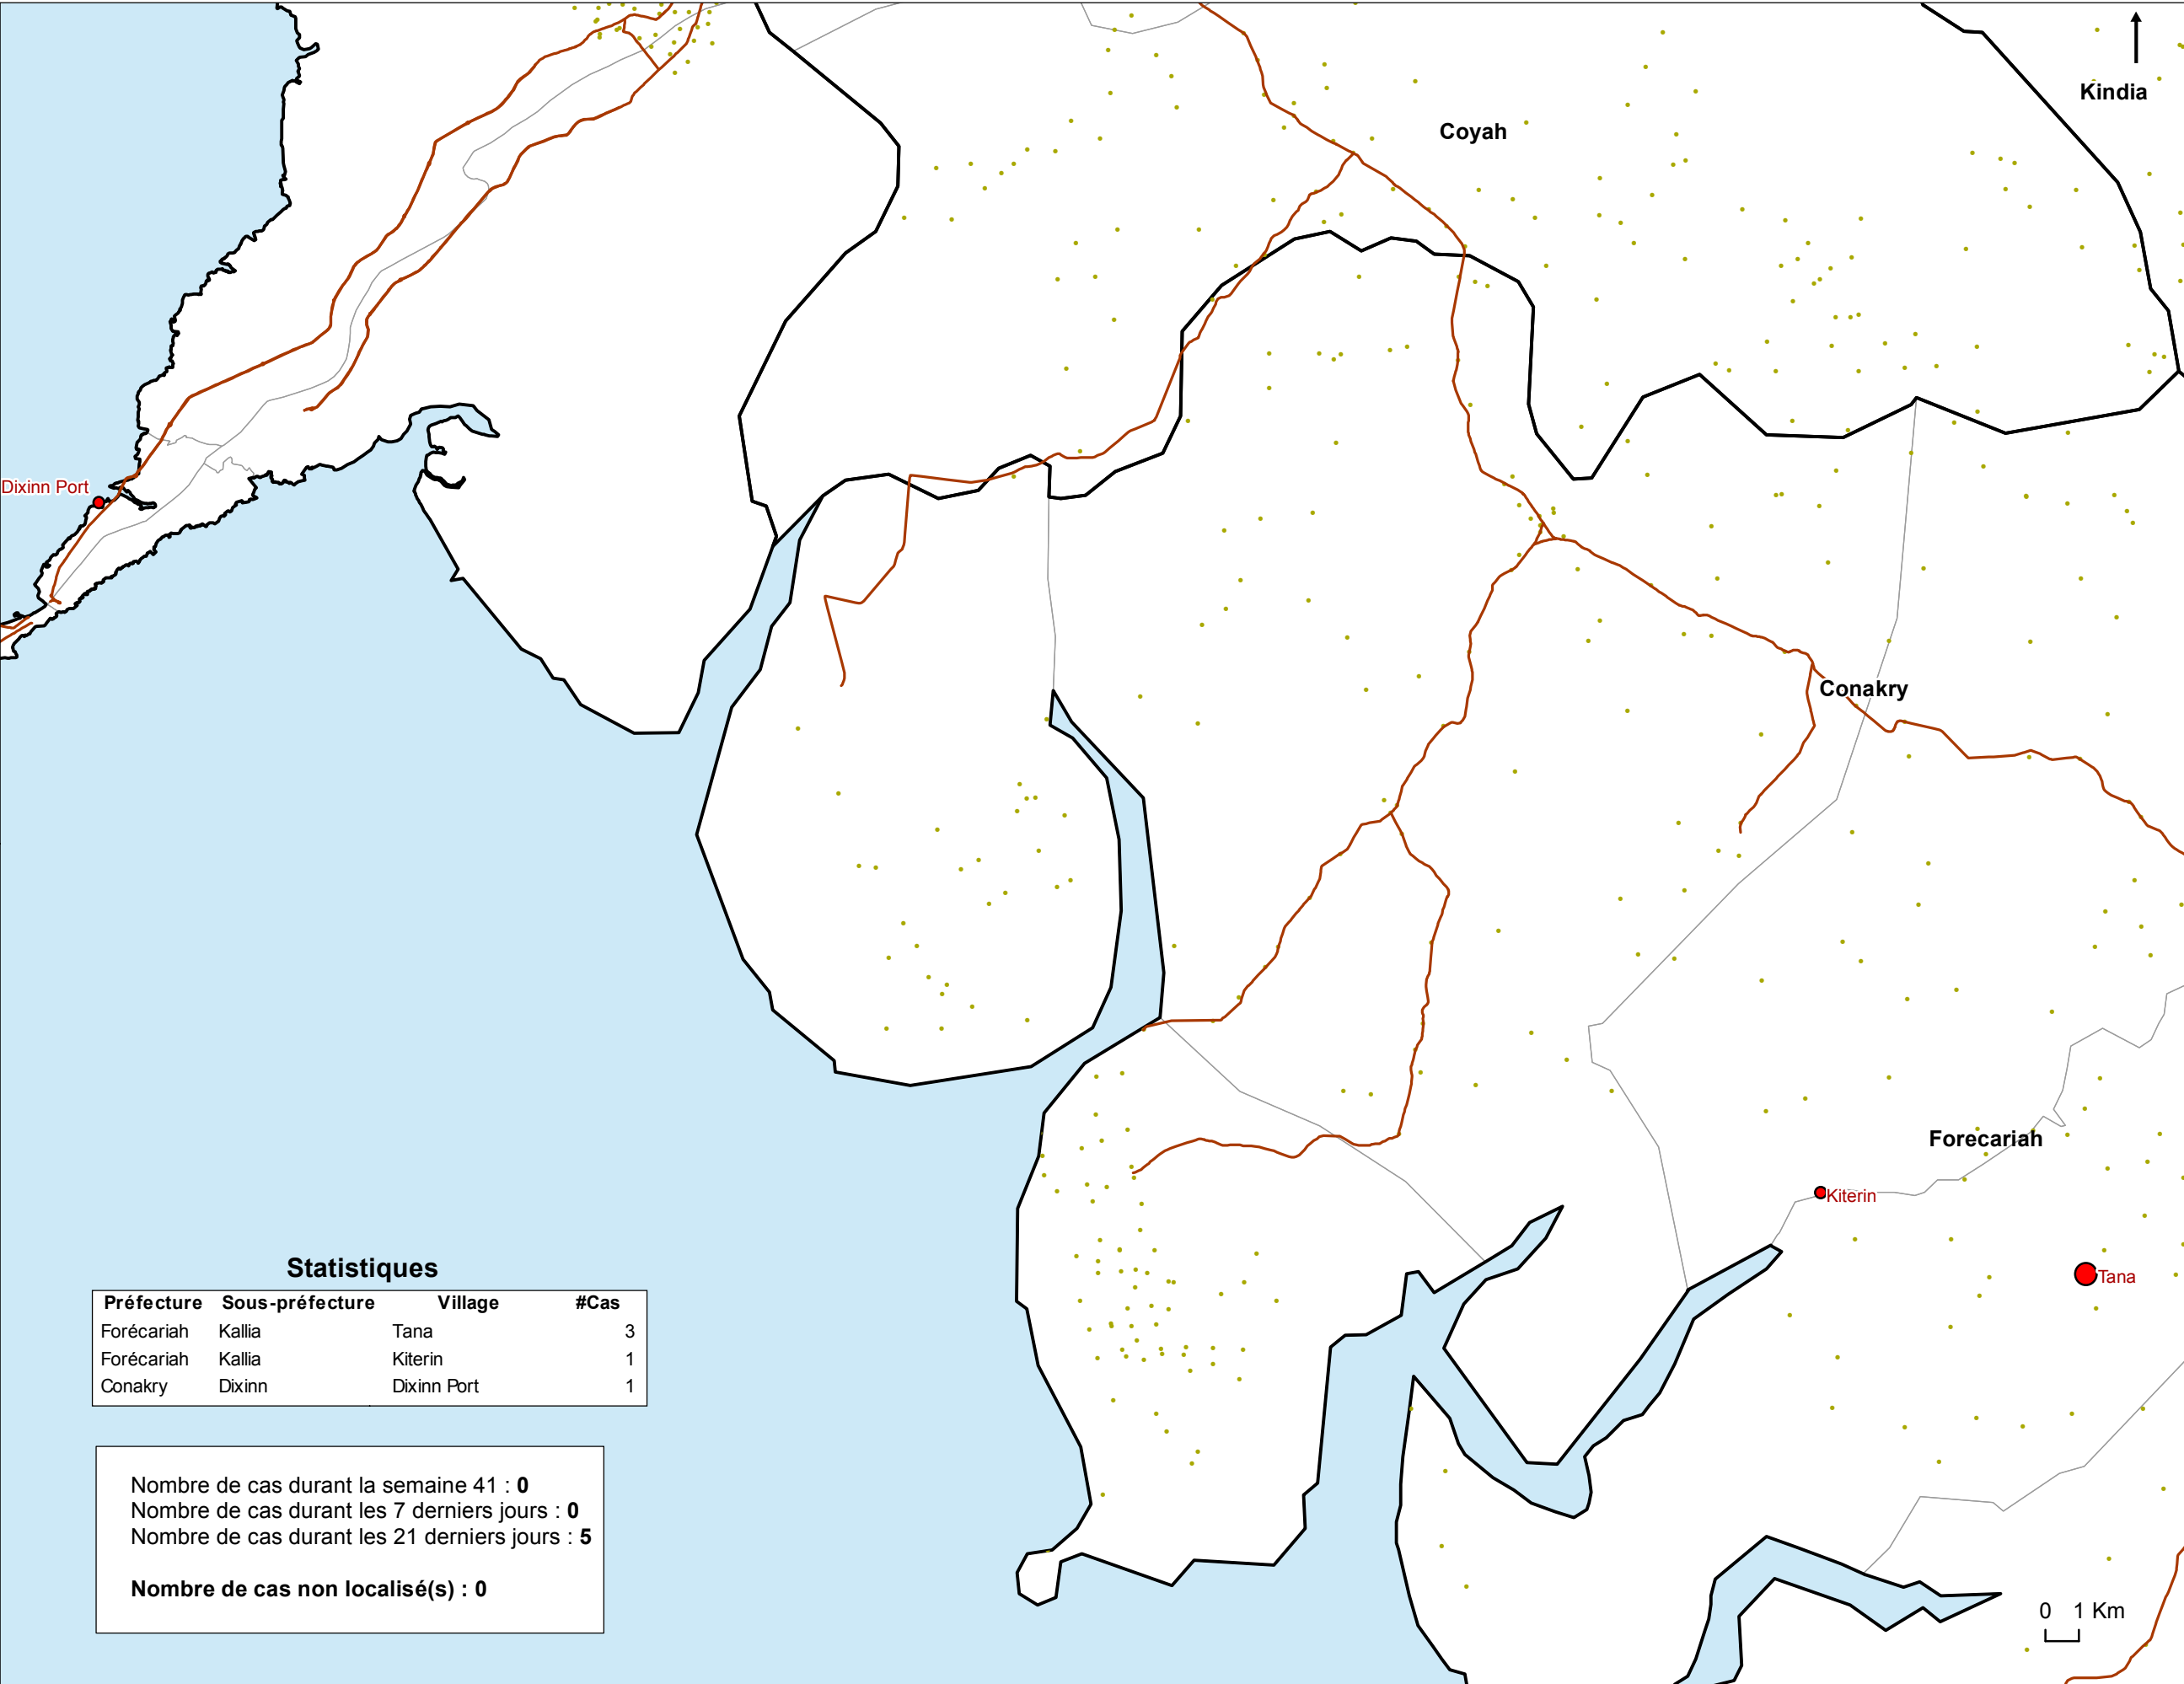 Kindia
Coyah
Dixinn Port
Conakry
Forecariah
Kiterin
Tana
Statistiques
Préfecture Sous-préfecture Village #Cas
Forécariah Kallia Tana 3
Forécariah Kallia Kiterin 1
Conakry Dixinn Dixinn Port 1
Nombre de cas durant la semaine 41 : 0
Nombre de cas durant les 7 derniers jours : 0
Nombre de cas durant les 21 derniers jours : 5
Nombre de cas non localisé(s) : 0
0 1 Km